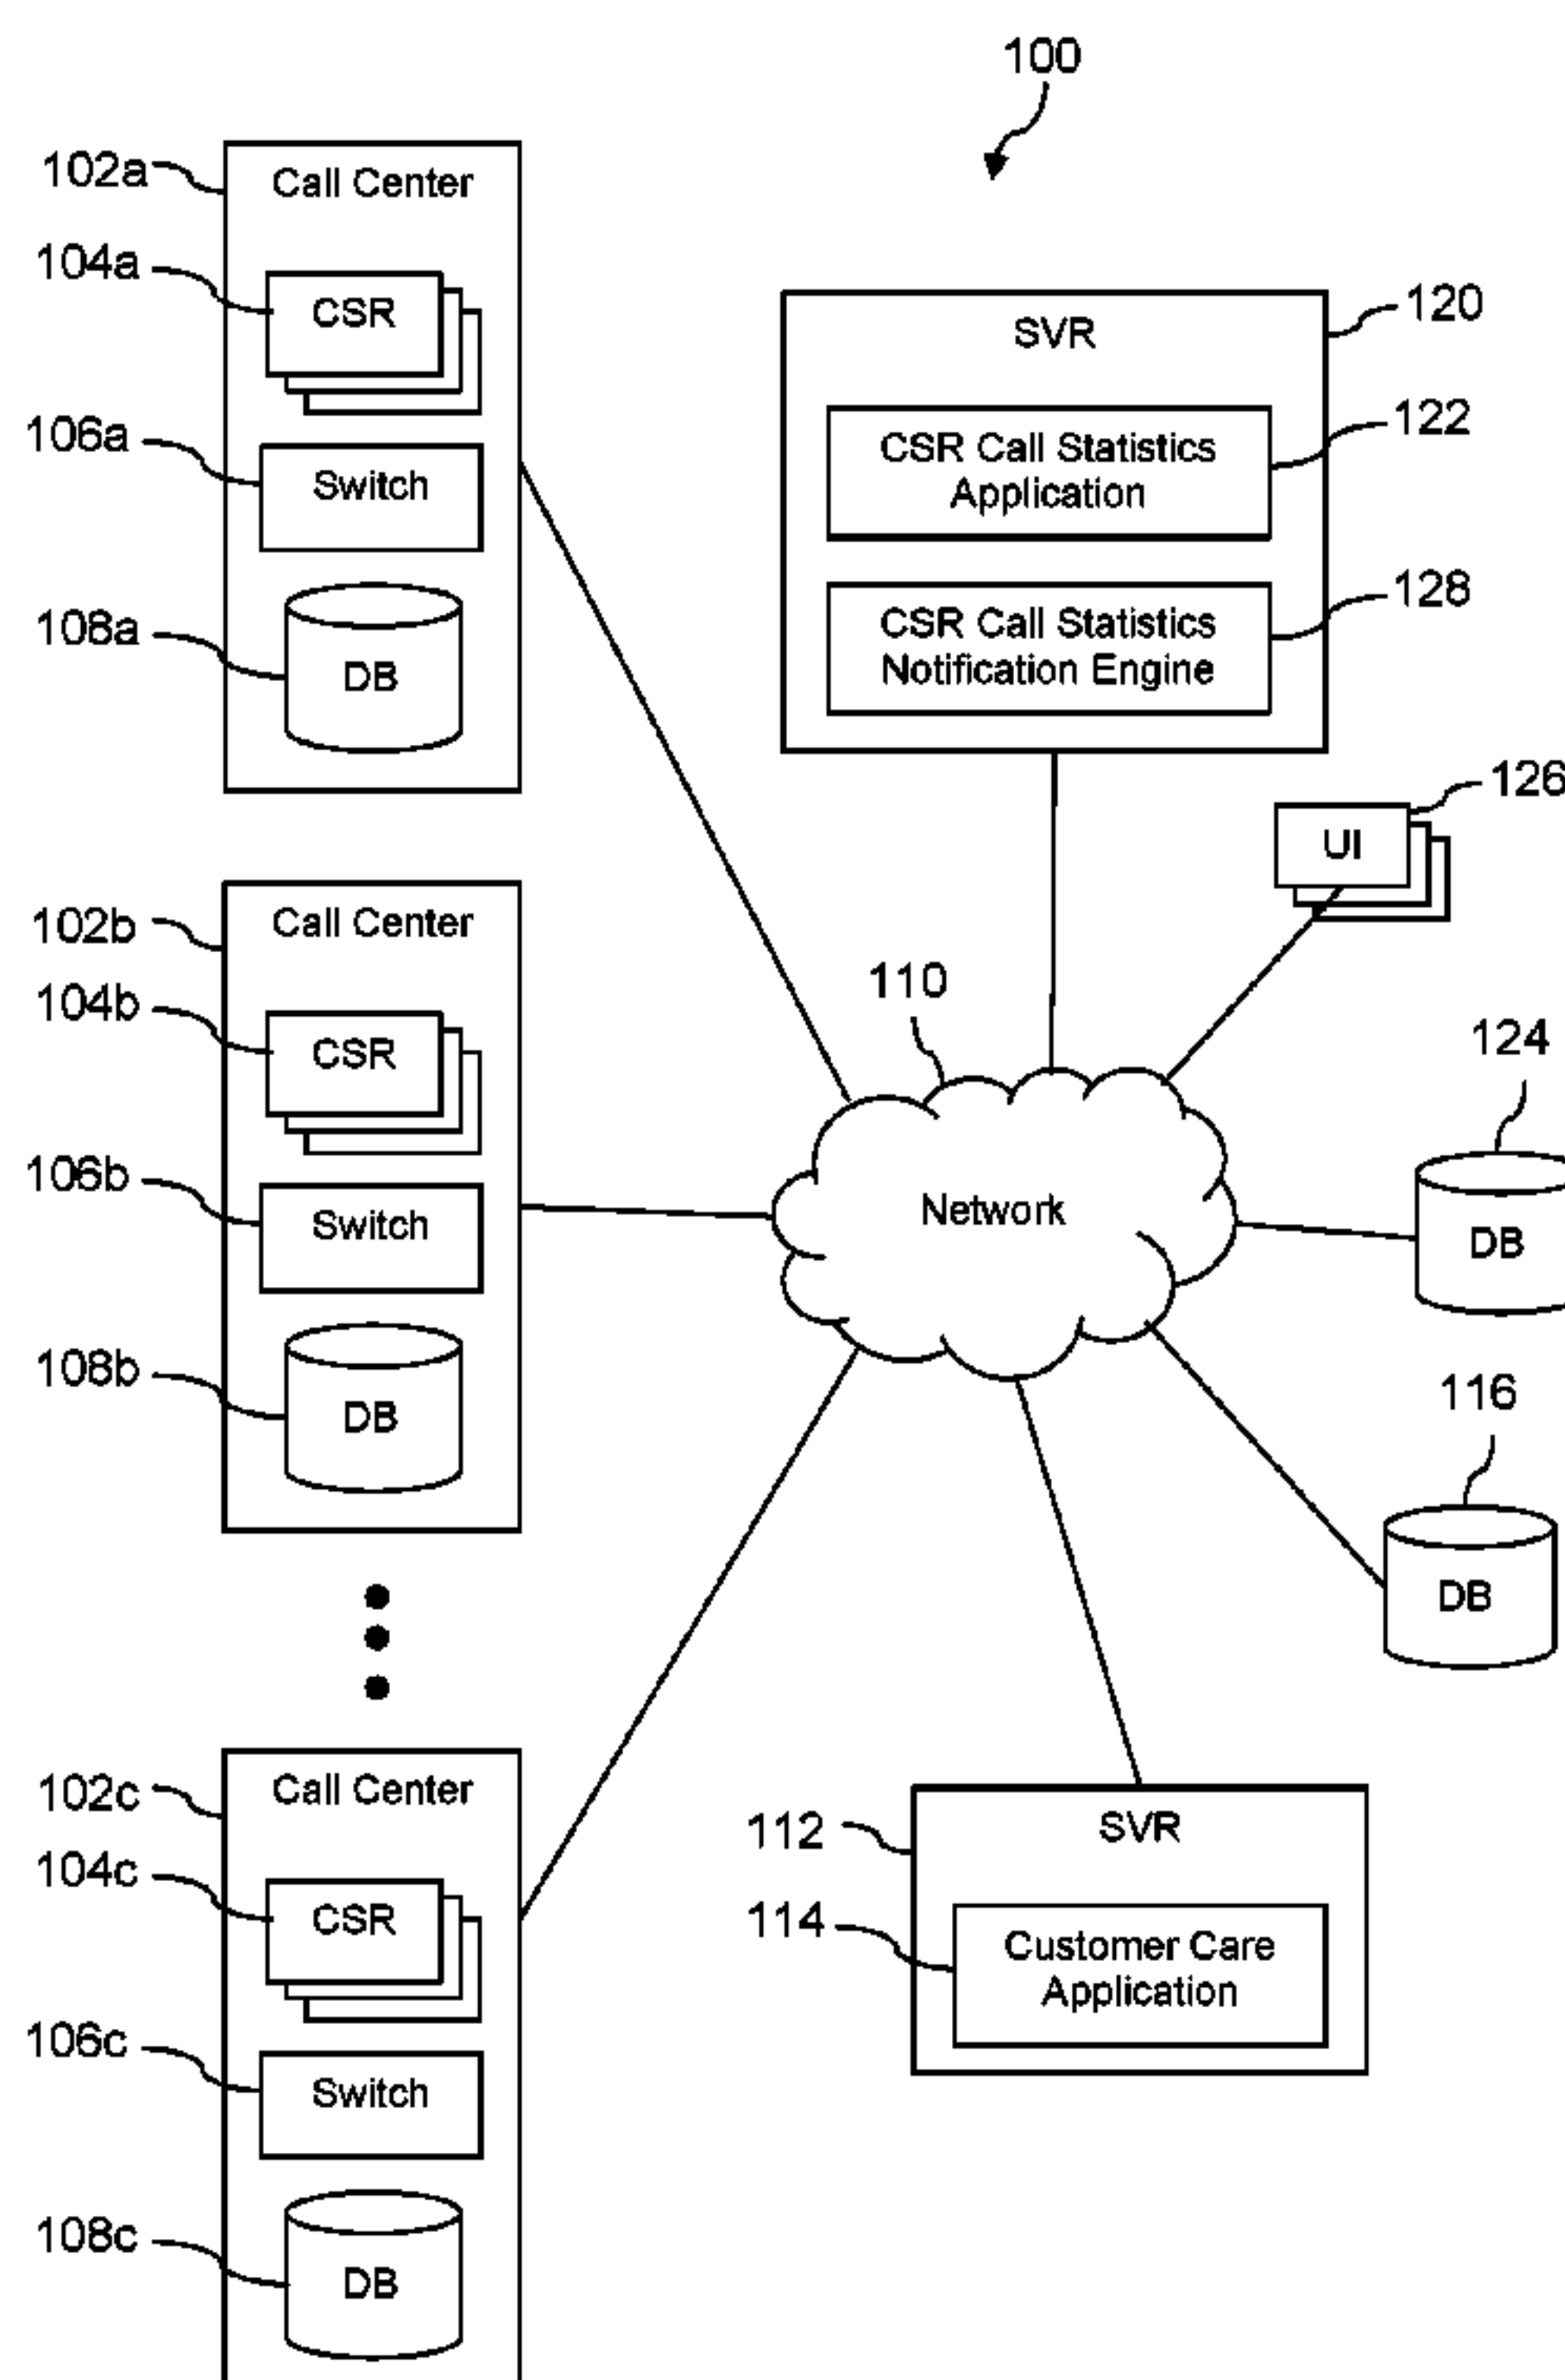 100
102a
Call Center
104a
CSR
106a
Switch
108a
DB
SVR
120
CSR Call Statistics
Application
122
CSR Call Statistics
Notification Engine
128
UI
126
102b
Call Center
104b
CSR
106b
Switch
108b
DB
110
Network
124
DB
116
DB
102c
Call Center
104c
CSR
106c
Switch
108c
DB
112
SVR
114
Customer Care
Application